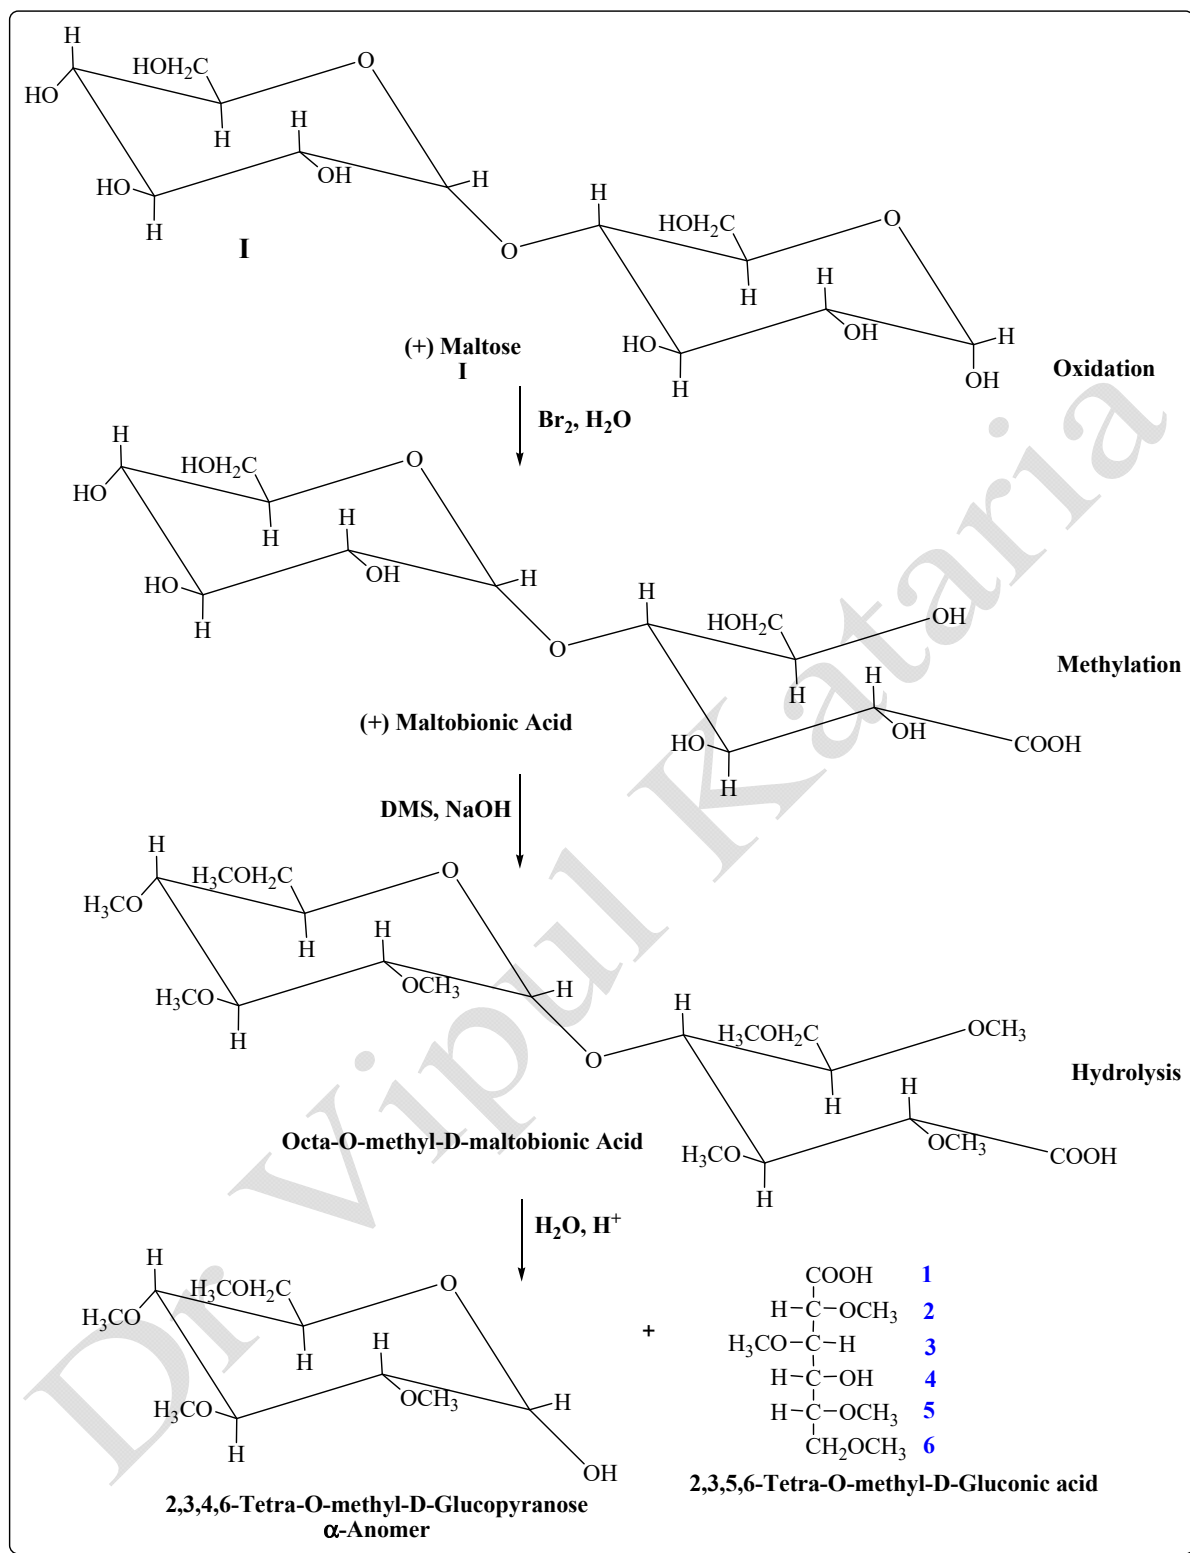 H
HOH₂C
O
HO
H
H
HO
OH
H
H
O
H
HOH₂C
O
H
H
HO
OH
H
H
OH
I
(+) Maltose
I
Oxidation
Br₂, H₂O
H
HOH₂C
O
HO
H
H
HO
OH
H
H
O
H
HOH₂C
OH
H
H
HO
OH
H
COOH
Methylation
(+) Maltobionic Acid
DMS, NaOH
H
H₃COH₂C
O
H₃CO
H
H
H₃CO
OCH₃
H
H
O
H
H₃COH₂C
OCH₃
H
H
H₃CO
OCH₃
H
COOH
Hydrolysis
Octa-O-methyl-D-maltobionic Acid
H₂O, H⁺
H
H₃COH₂C
O
H₃CO
H
H
H₃CO
OCH₃
H
H
OH
+
COOH 1
H-C-OCH₃ 2
H₃CO-C-H 3
H-C-OH 4
H-C-OCH₃ 5
CH₂OCH₃ 6
2,3,4,6-Tetra-O-methyl-D-Glucopyranose
α-Anomer
2,3,5,6-Tetra-O-methyl-D-Gluconic acid
Dr Vipul Kataria